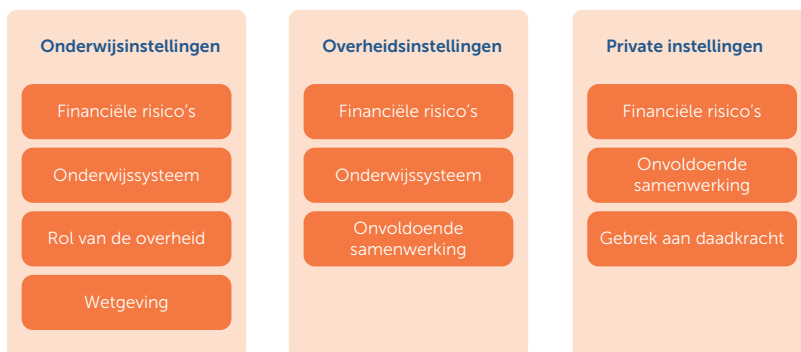 Onderwijsinstellingen
Financiële risico’s
Onderwijssysteem
Rol van de overheid
Wetgeving
Overheidsinstellingen
Financiële risico’s
Onderwijssysteem
Onvoldoende
samenwerking
Private instellingen
Financiële risico’s
Onvoldoende
samenwerking
Gebrek aan daadkracht